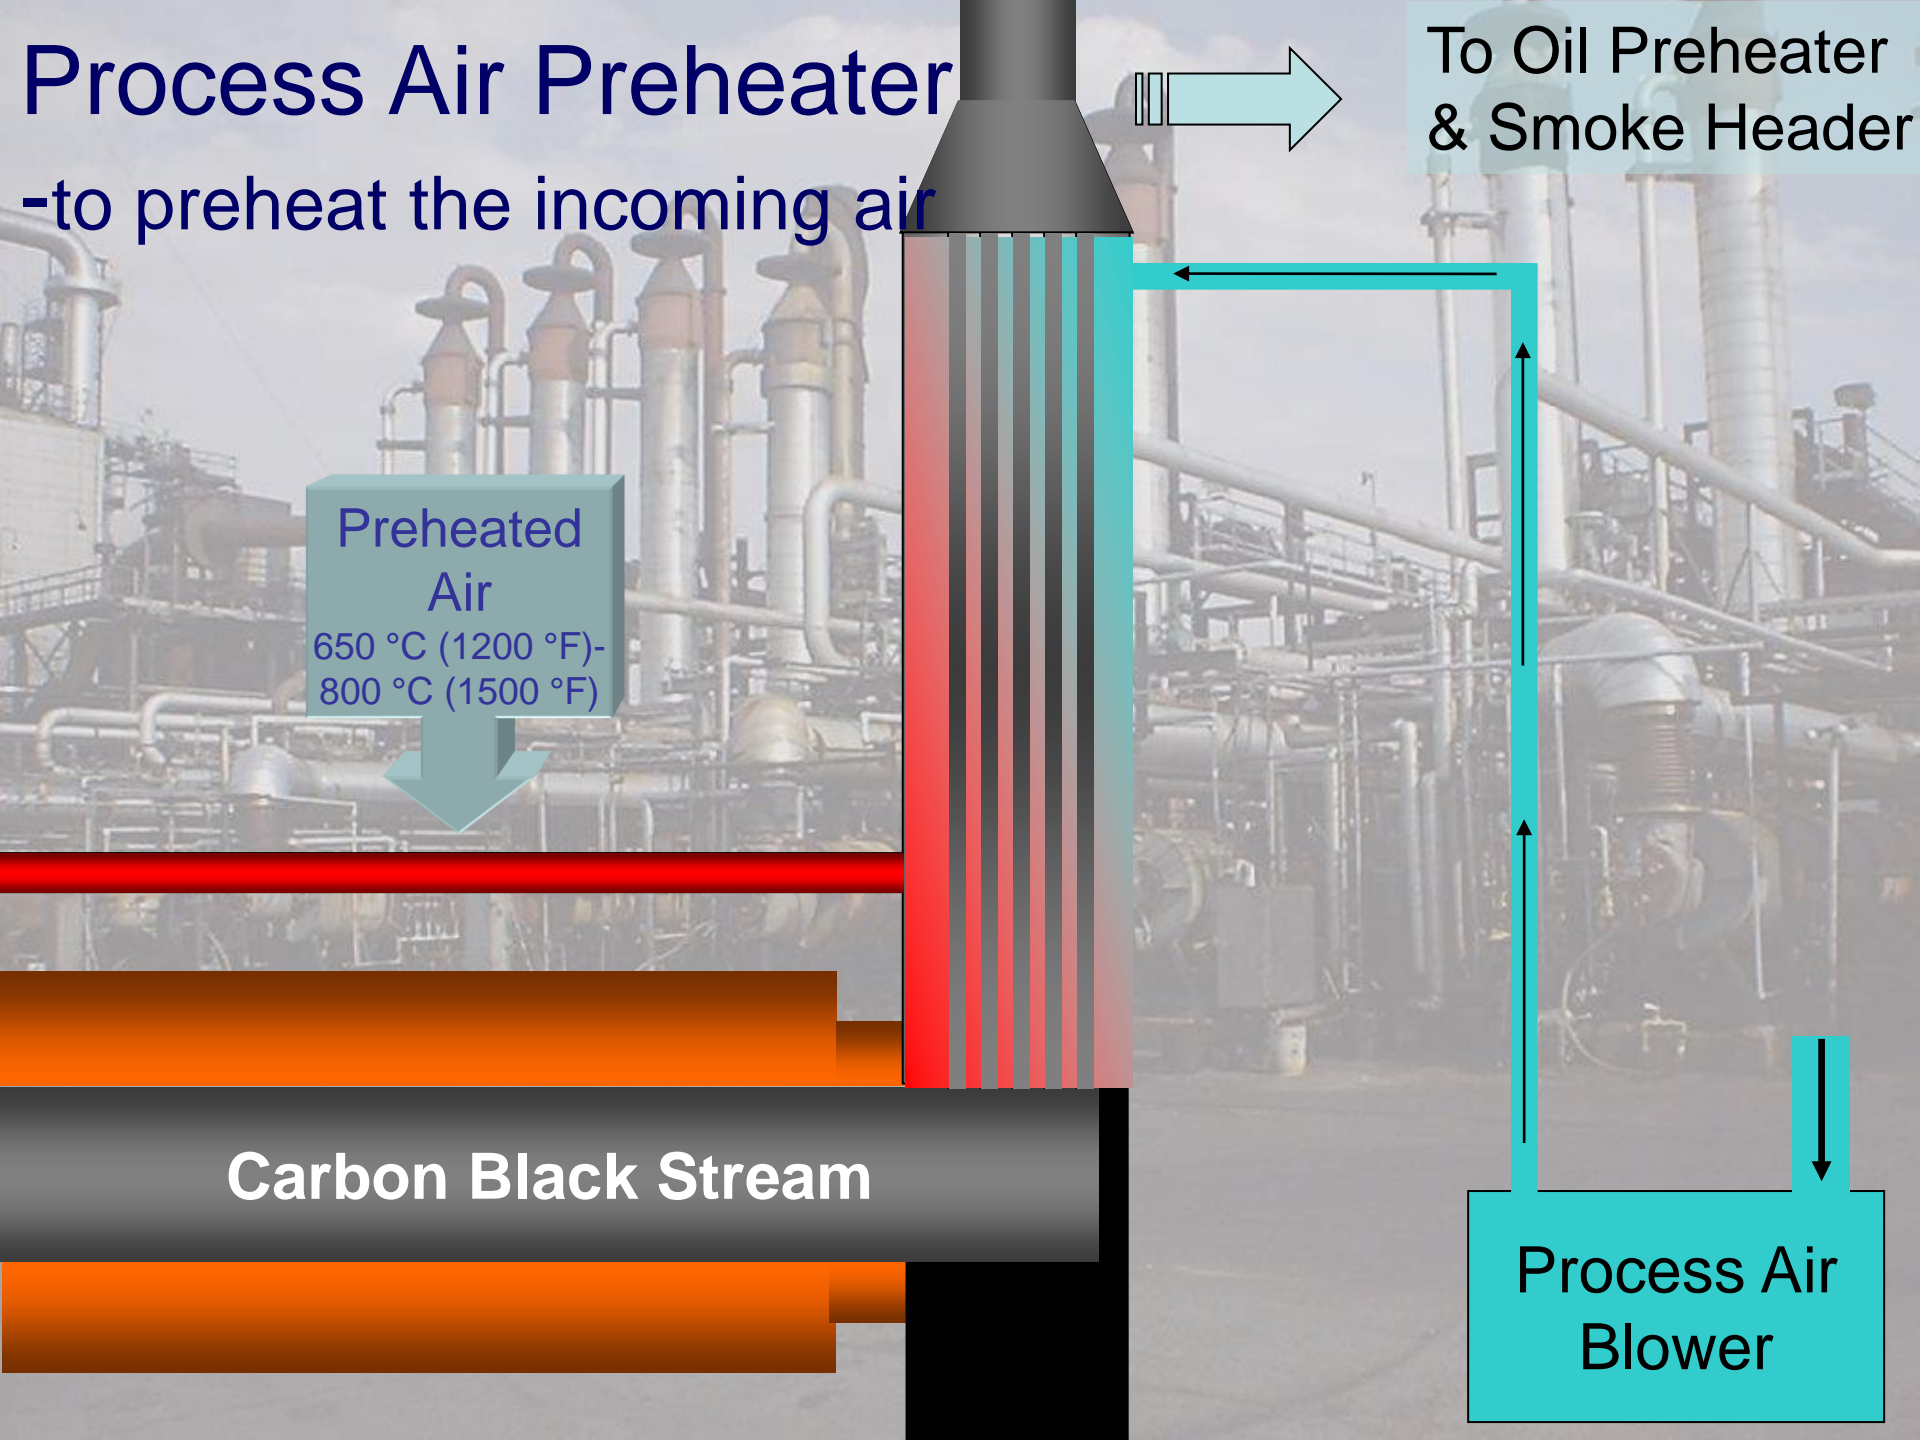 Process Air Preheater
-to preheat the incoming air
To Oil Preheater
& Smoke Header
Preheated
Air
650 °C (1200 °F)-
800 °C (1500 °F)
Carbon Black Stream
Process Air
Blower